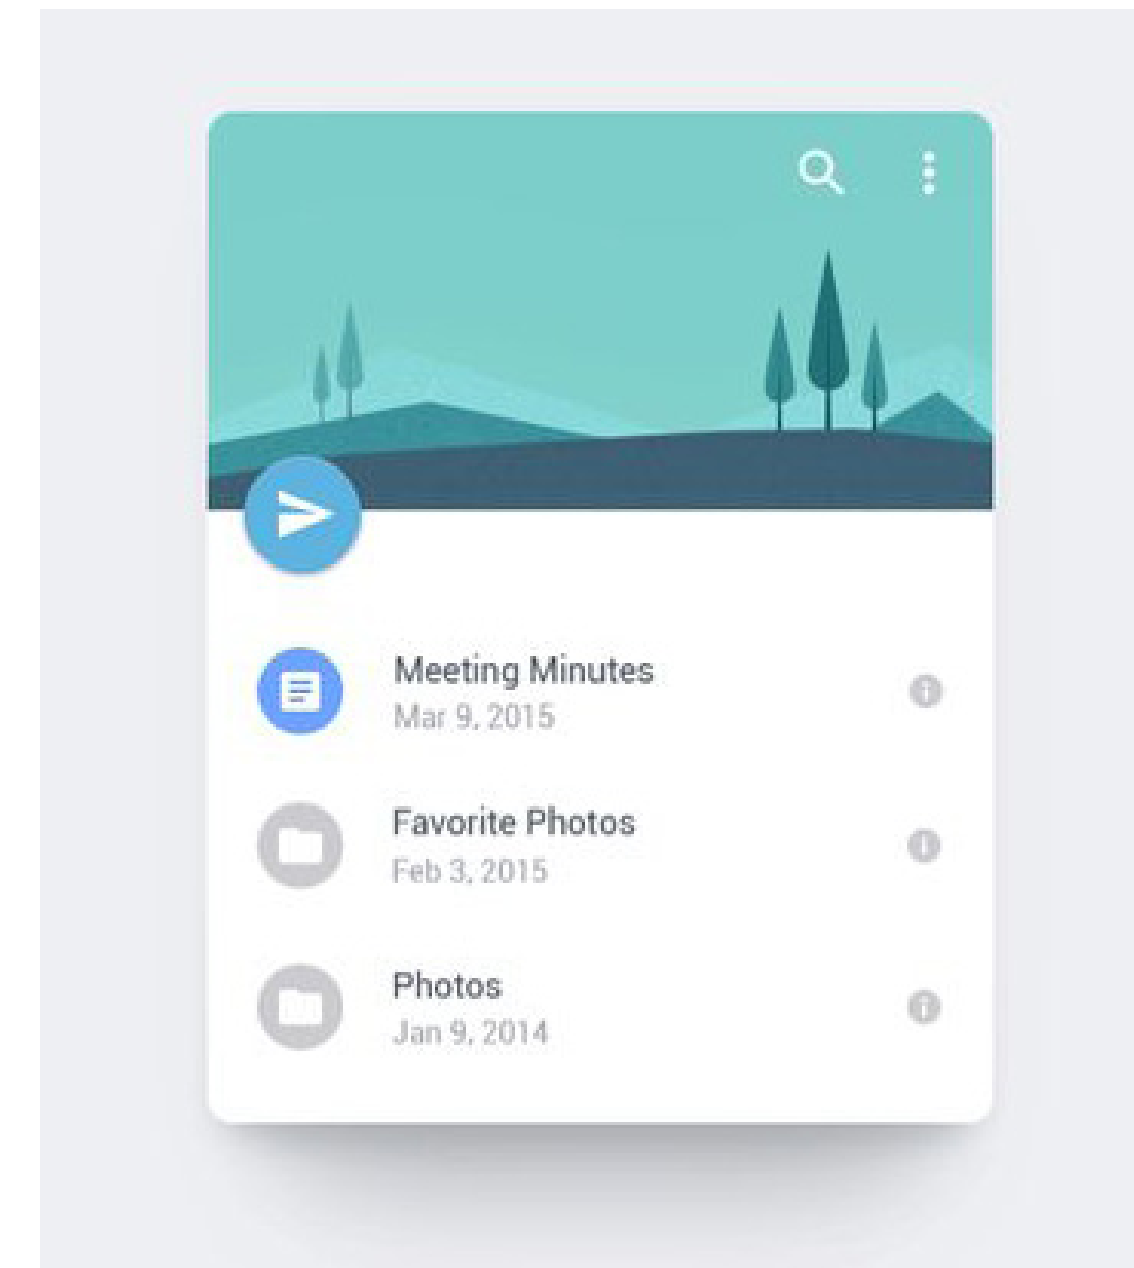 Meeting Minutes
Mar 9, 2015
Favorite Photos
Feb 3, 2015
Photos
Jan 9, 2014